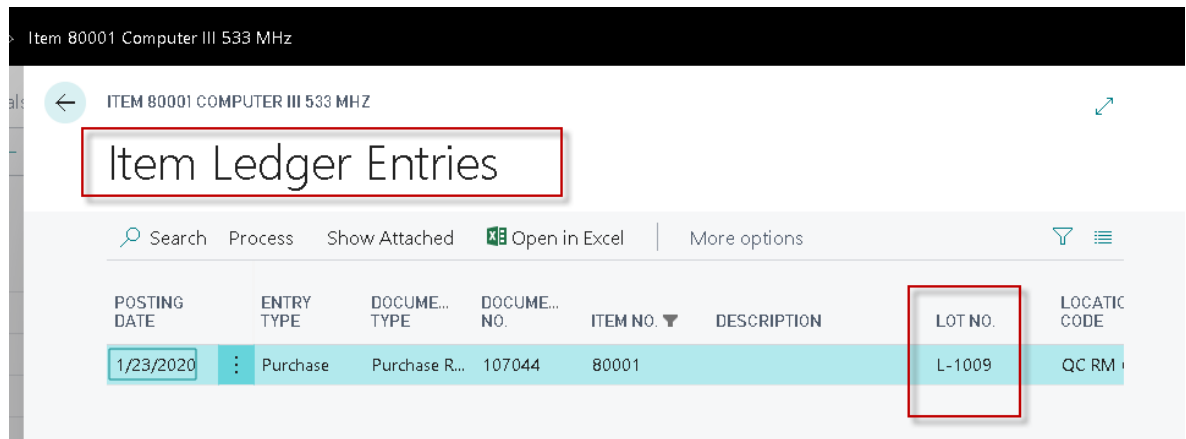 > Item 80001 Computer III 533 MHz
als
ITEM 80001 COMPUTER III 533 MHZ
Item Ledger Entries
Search Process Show Attached Open in Excel More options
POSTING DATE ENTRY TYPE DOCUME... TYPE DOCUME... NO. ITEM NO. DESCRIPTION LOT NO. LOCATIC CODE
1/23/2020 Purchase Purchase R... 107044 80001 L-1009 QC RM